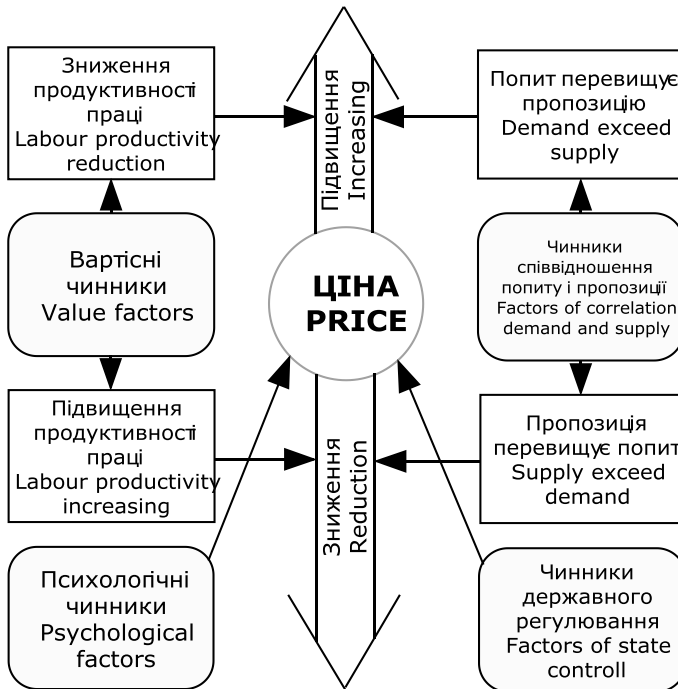 Зниження
продуктивності
праці
Labour productivity
reduction
Підвищення
Increasing
Попит перевищує
пропозицію
Demand exceed
supply
Вартісні
чинники
Value factors
ЦІНА
PRICE
Чинники
співвідношення
попиту і пропозиції
Factors of correlation
demand and supply
Підвищення
продуктивності
праці
Labour productivity
increasing
Зниження
Reduction
Пропозиція
перевищує попит
Supply exceed
demand
Психологічні
чинники
Psychological
factors
Чинники
державного
регулювання
Factors of state
controll